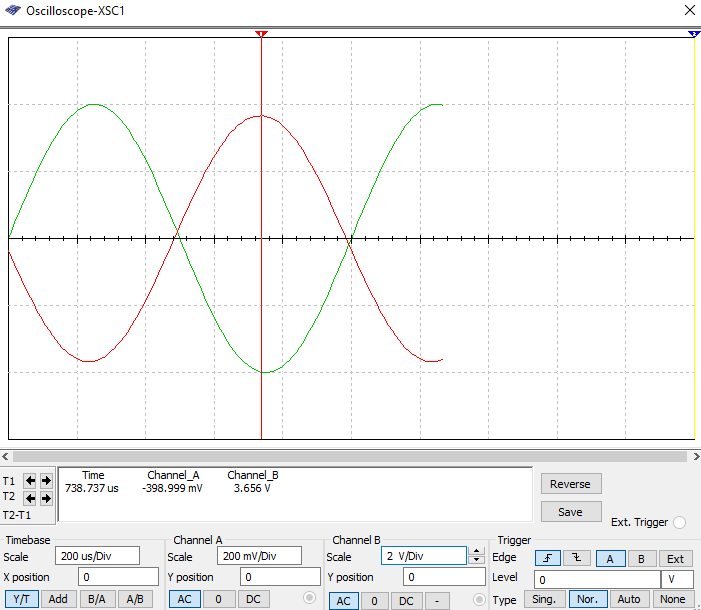 Oscilloscope-XSC1
T1
T2
T2-T1
Time Channel_A Channel_B
738.737 us -398.999 mV 3.656 V
Reverse
Save
Ext. Trigger
Timebase
Scale 200 us/Div
X position 0
Y/T Add B/A A/B
Channel A
Scale 200 mV/Div
Y position 0
AC 0 DC
Channel B
Scale 2 V/Div
Y position 0
AC 0 DC -
Trigger
Edge A B Ext
Level 0 V
Type Sing. Nor. Auto None